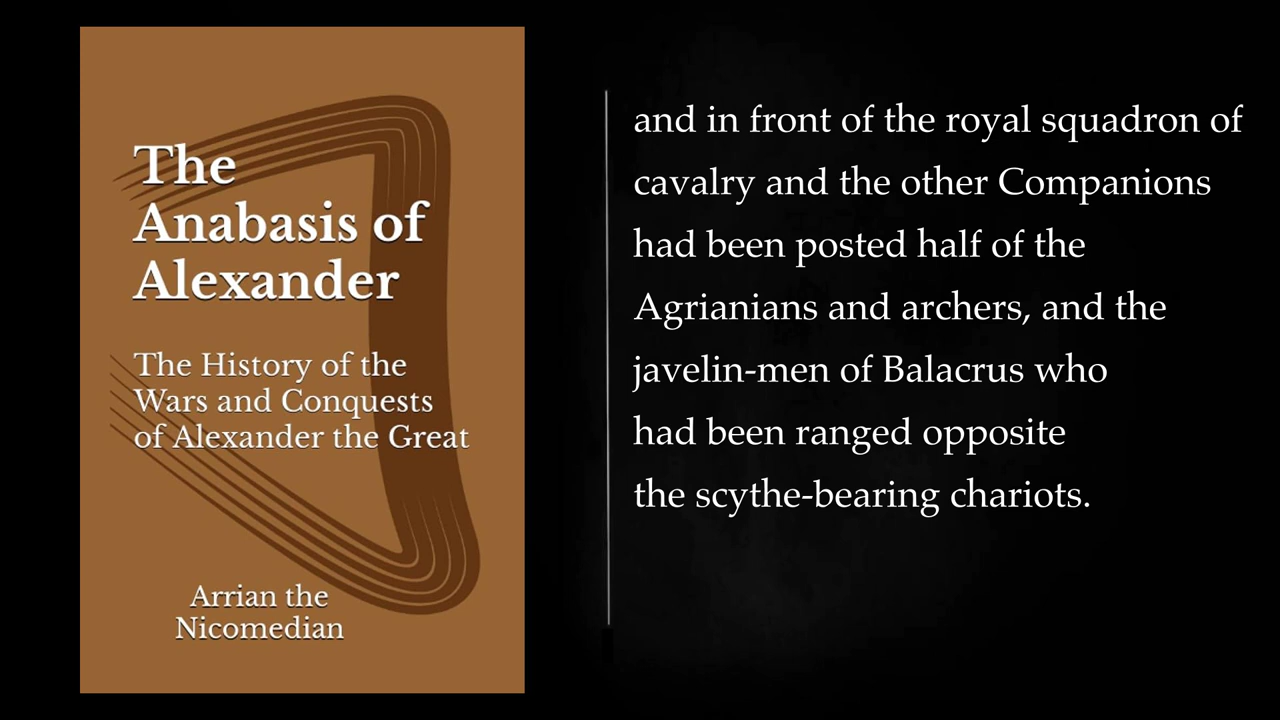 The
Anabasis of
Alexander
The History of the
Wars and Conquests
of Alexander the Great
Arrian the
Nicomedian
and in front of the royal squadron of
cavalry and the other Companions
had been posted half of the
Agrianians and archers, and the
javelin-men of Balacrus who
had been ranged opposite
the scythe-bearing chariots.